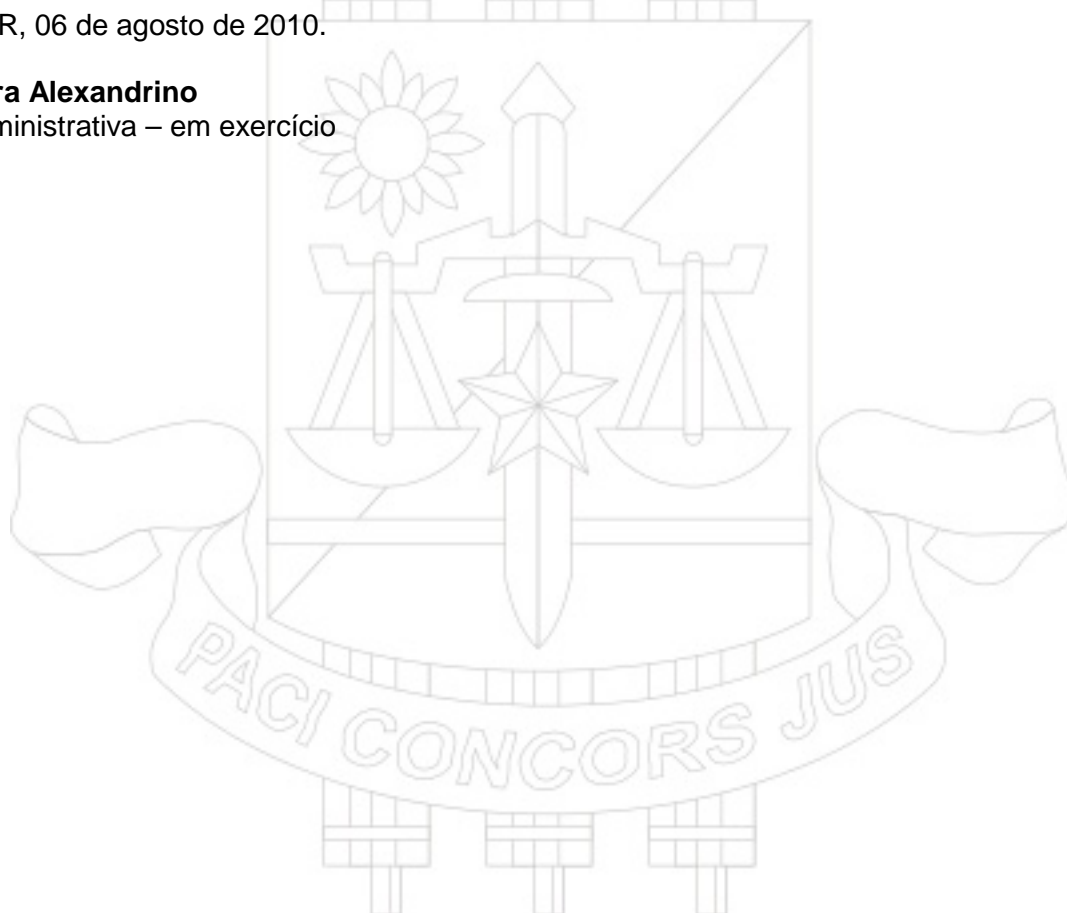 R, 06 de agosto de 2010.
ra Alexandrino
ministrativa – em exercício
PACI CONCORS JUS